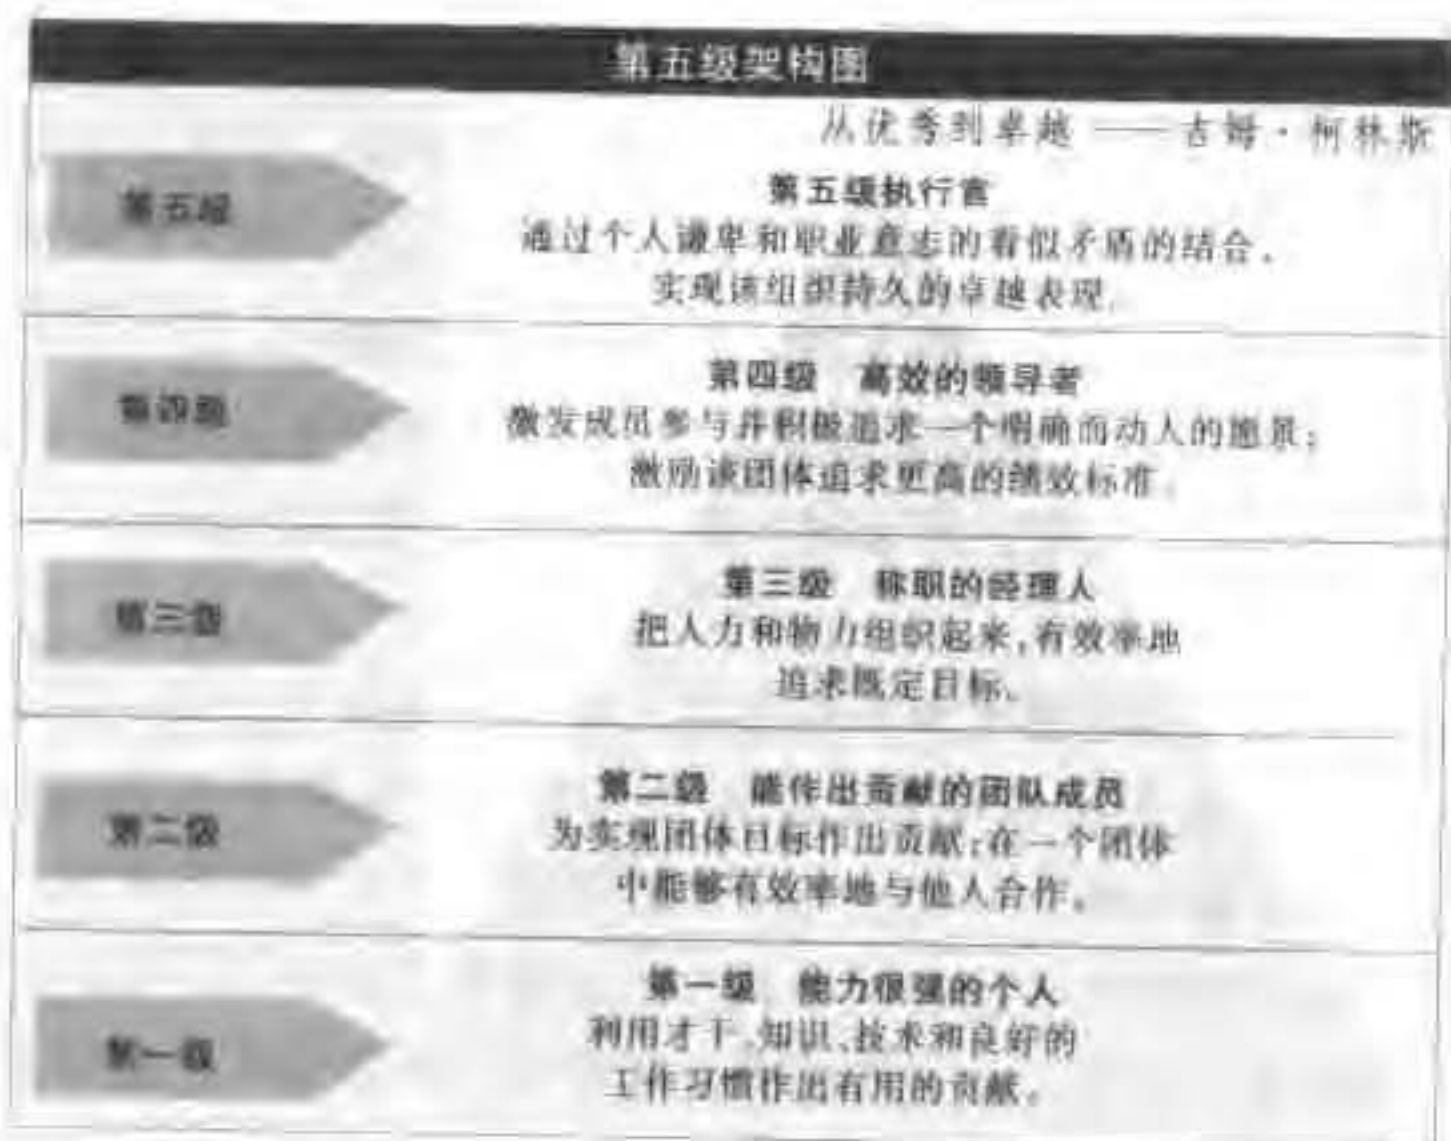 第五级架构图
从优秀到卓越 —— 吉姆·柯林斯
第五级
第五级执行官
通过个人谦卑和职业意志的看似矛盾的结合,
实现该组织持久的卓越表现。
第四级
第四级 高效的领导者
激发成员参与并积极追求一个明确而动人的愿景;
激励该团体追求更高的绩效标准。
第三级
第三级 称职的经理人
把人力和物力组织起来,有效率地
追求既定目标。
第二级
第二级 能作出贡献的团队成员
为实现团体目标作出贡献;在一个团体
中能够有效率地与他人合作。
第一级
第一级 能力很强的个人
利用才干、知识、技术和良好的
工作习惯作出有用的贡献。